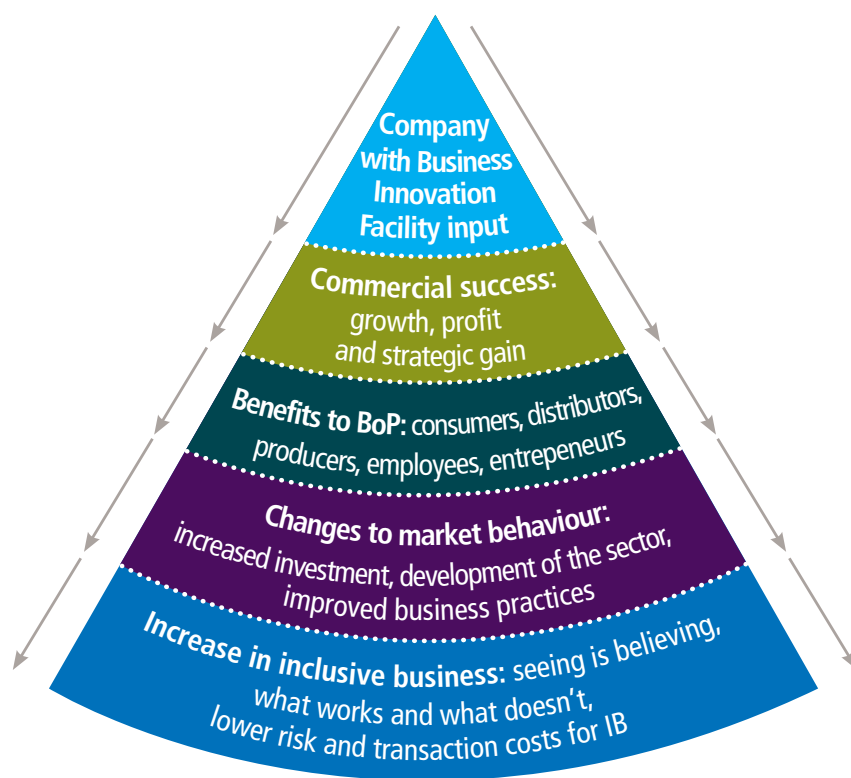 Company
with Business
Innovation
Facility input
Commercial success:
growth, profit
and strategic gain
Benefits to BoP: consumers, distributors,
producers, employees, entrepeneurs
Changes to market behaviour:
increased investment, development of the sector,
improved business practices
Increase in inclusive business: seeing is believing,
what works and what doesn't,
lower risk and transaction costs for IB